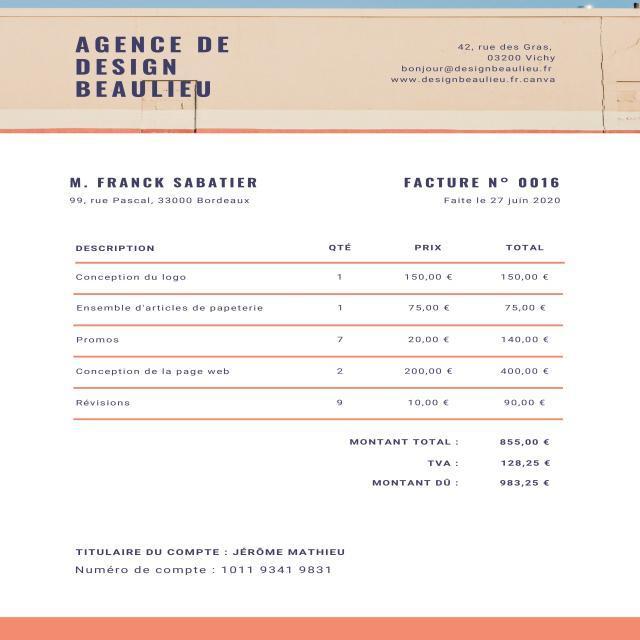 AGENCE DE
DESIGN
BEAULIEU
42, rue des Gras,
03200 Vichy
bonjour@designbeaulieu.fr
www.designbeaulieu.fr.canva
M. FRANCK SABATIER
99, rue Pascal, 33000 Bordeaux
FACTURE N° 0016
Faite le 27 juin 2020
DESCRIPTION QTÉ PRIX TOTAL
Conception du logo 1 150,00 € 150,00 €
Ensemble d'articles de papeterie 1 75,00 € 75,00 €
Promos 7 20,00 € 140,00 €
Conception de la page web 2 200,00 € 400,00 €
Révisions 9 10,00 € 90,00 €
MONTANT TOTAL : 855,00 €
TVA : 128,25 €
MONTANT DÛ : 983,25 €
TITULAIRE DU COMPTE : JÉRÔME MATHIEU
Numéro de compte : 1011 9341 9831